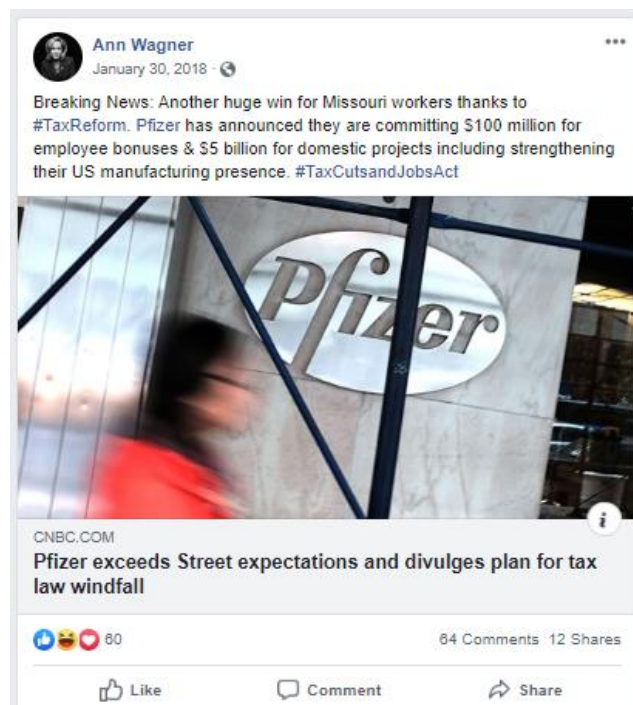 Ann Wagner
January 30, 2018 ·
Breaking News: Another huge win for Missouri workers thanks to
#TaxReform. Pfizer has announced they are committing $100 million for
employee bonuses & $5 billion for domestic projects including strengthening
their US manufacturing presence. #TaxCutsandJobsAct
Pfizer
i
CNBC.COM
Pfizer exceeds Street expectations and divulges plan for tax
law windfall
60
64 Comments 12 Shares
Like Comment Share